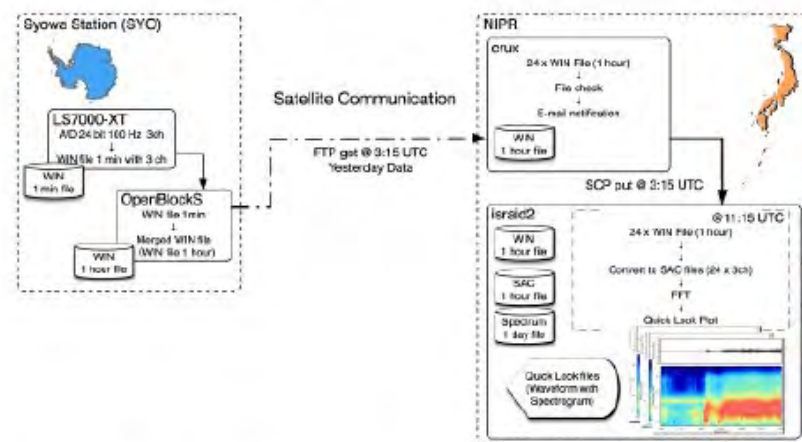 Syowa Station (SYO)
LS7000-XT
A/D 24 bit 100 Hz 3ch
↓
WIN file 1 min with 3 ch
WIN
1 min file
OpenBlockS
WIN file 1min
↓
Merged WIN file
(WIN file 1 hour)
WIN
1 hour file
Satellite Communication
FTP get @ 3:15 UTC
Yesterday Data
NIPR
crux
24 x WIN File (1 hour)
↓
File check
↓
E-mail notification
WIN
1 hour file
SCP put @ 3:15 UTC
@11:15 UTC
WIN
1 hour file
SAC
1 hour file
Spectrum
1 day file
24 x WIN File (1 hour)
↓
Convert to SAC files (24 x 3ch)
↓
FFT
↓
Quick Look Plot
Quick Look files
(Waveform with
Spectrogram)